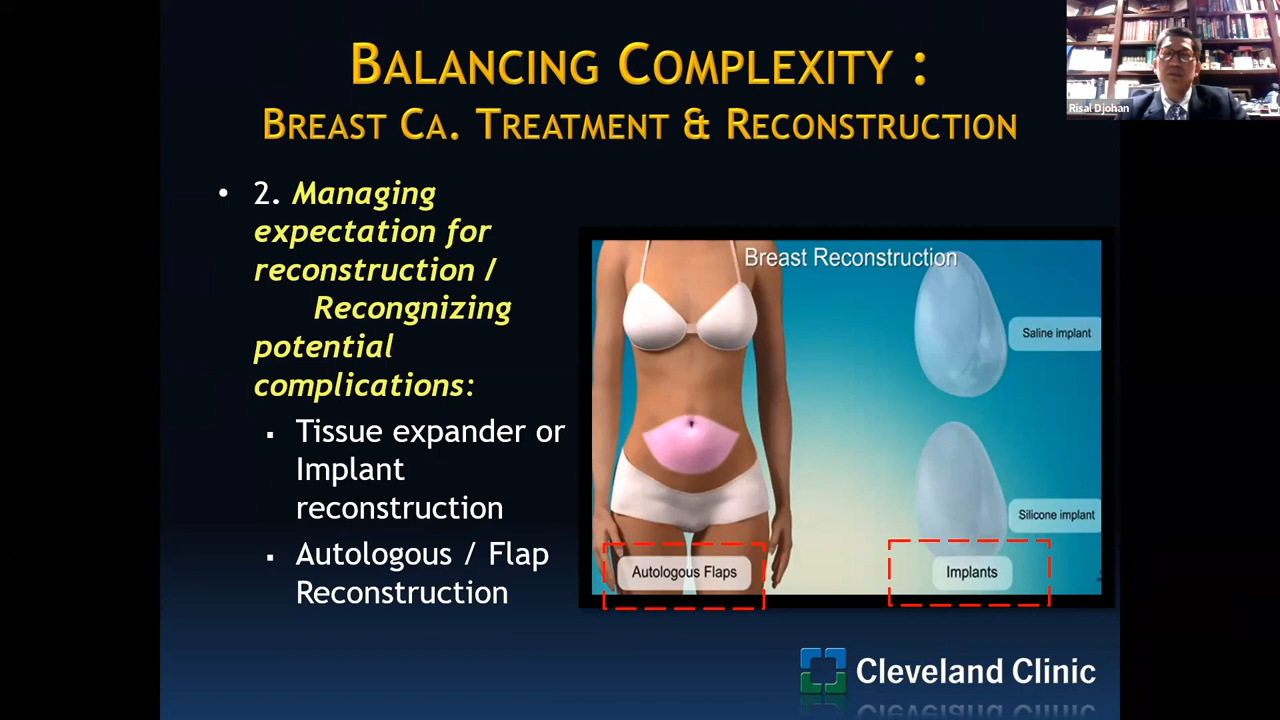 BALANCING COMPLEXITY :
BREAST CA. TREATMENT & RECONSTRUCTION
Risal Djohan
• 2. Managing
expectation for
reconstruction /
Recongnizing
potential
complications:
▪ Tissue expander or
Implant
reconstruction
▪ Autologous / Flap
Reconstruction
Breast Reconstruction
Saline implant
Silicone implant
Autologous Flaps
Implants
Cleveland Clinic